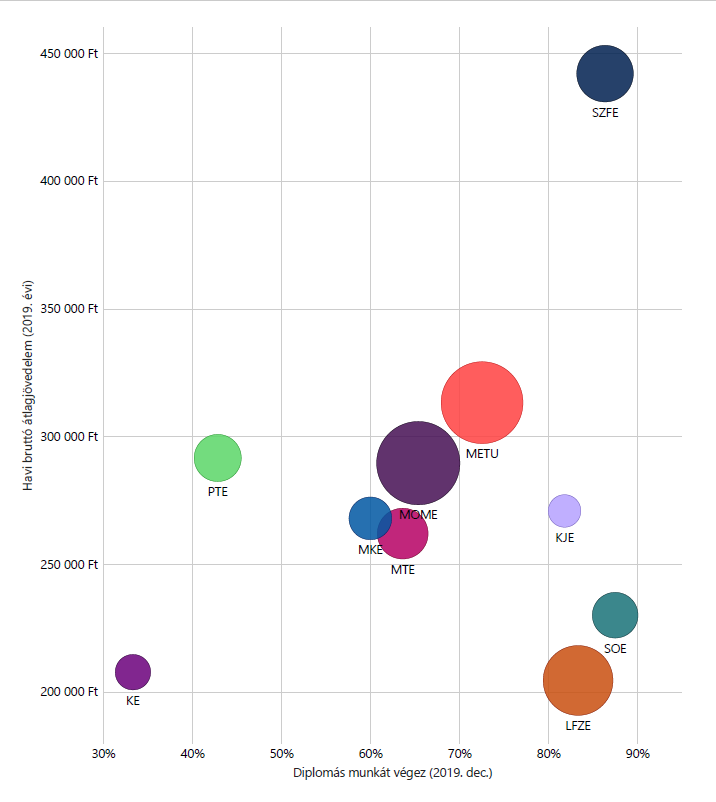 450 000 Ft
SZFE
400 000 Ft
350 000 Ft
Havi bruttó átlagjövedelem (2019. évi)
300 000 Ft
METU
PTE
MOME
KJE
MKE
250 000 Ft
MTE
SOE
200 000 Ft
KE
LFZE
30% 40% 50% 60% 70% 80% 90%
Diplomás munkát végez (2019. dec.)